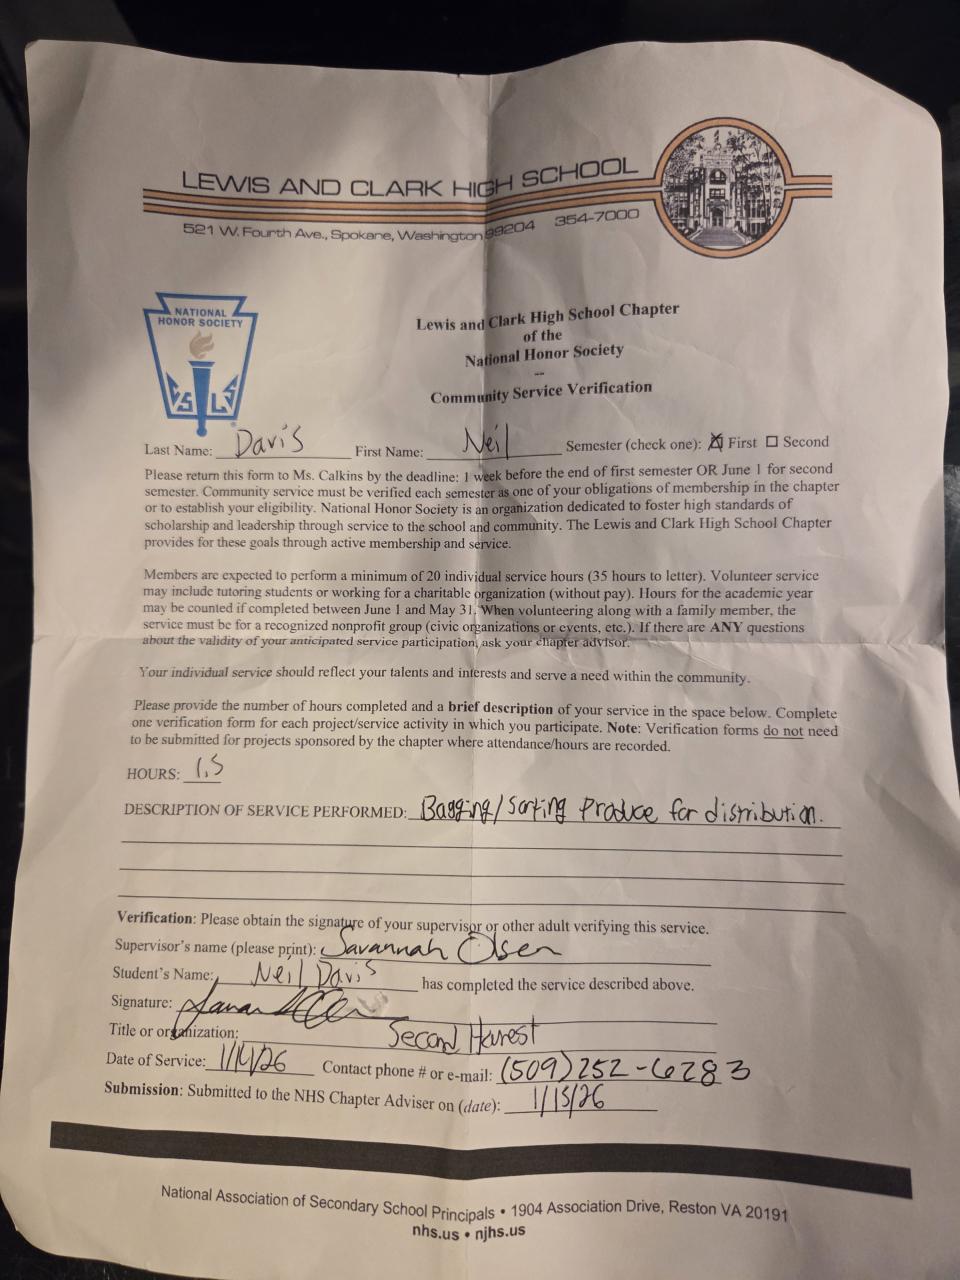 LEWIS AND CLARK HIGH SCHOOL
521 W. Fourth Ave., Spokane, Washington 99204 354-7000
NATIONAL
HONOR SOCIETY
Lewis and Clark High School Chapter
of the
National Honor Society
--
Community Service Verification
Last Name: Davis First Name: Neil Semester (check one): ☒ First ☐ Second
Please return this form to Ms. Calkins by the deadline: 1 week before the end of first semester OR June 1 for second
semester. Community service must be verified each semester as one of your obligations of membership in the chapter
or to establish your eligibility. National Honor Society is an organization dedicated to foster high standards of
scholarship and leadership through service to the school and community. The Lewis and Clark High School Chapter
provides for these goals through active membership and service.
Members are expected to perform a minimum of 20 individual service hours (35 hours to letter). Volunteer service
may include tutoring students or working for a charitable organization (without pay). Hours for the academic year
may be counted if completed between June 1 and May 31. When volunteering along with a family member, the
service must be for a recognized nonprofit group (civic organizations or events, etc.). If there are ANY questions
about the validity of your anticipated service participation, ask your chapter advisor.
Your individual service should reflect your talents and interests and serve a need within the community.
Please provide the number of hours completed and a brief description of your service in the space below. Complete
one verification form for each project/service activity in which you participate. Note: Verification forms do not need
to be submitted for projects sponsored by the chapter where attendance/hours are recorded.
HOURS: 1.5
DESCRIPTION OF SERVICE PERFORMED: Bagging/Sorting Produce for distribution.
Verification: Please obtain the signature of your supervisor or other adult verifying this service.
Supervisor's name (please print): Savannah Olsen
Student's Name: Neil Davis has completed the service described above.
Signature:
Title or organization: Second Harest
Date of Service: 1/14/26 Contact phone # or e-mail: (509)252-6283
Submission: Submitted to the NHS Chapter Adviser on (date): 1/15/26
National Association of Secondary School Principals • 1904 Association Drive, Reston VA 20191
nhs.us • njhs.us